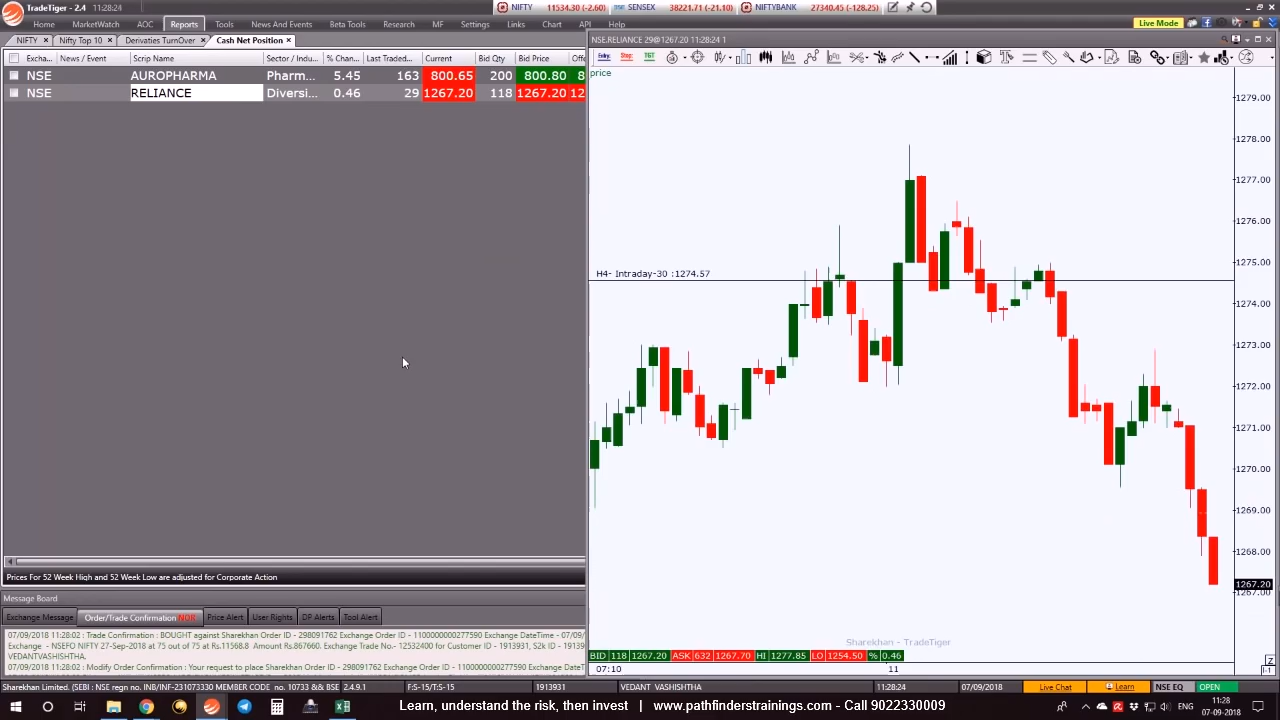 TradeTiger - 2.4 11:28:24
NIFTY 11534.30 (-2.60) SENSEX 38221.71 (-21.10) NIFTYBANK 27340.45 (-128.25)
Home MarketWatch AOC Reports Tools News And Events Beta Tools Research MF Settings Links Chart API Help
Live Mode
NIFTY Nifty Top 10 Derivaties TurnOver Cash Net Position
Excha... News / Event Scrip Name Sector / Indu... % Chan... Last Traded... Current Bid Qty Bid Price Offe
NSE AUROPHARMA Pharm... 5.45 163 800.65 200 800.80 8
NSE RELIANCE Diversi... 0.46 29 1267.20 118 1267.20 12
Prices For 52 Week High and 52 Week Low are adjusted for Corporate Action
Message Board
Exchange Message Order/Trade Confirmation NOR. Price Alert User Rights DP Alerts Tool Alert
07/09/2018 11:28:02 : Trade Confirmation : BOUGHT against Sharekhan Order ID - 298091762 Exchange Order ID - 1100000000277590 Exchange DateTime - 07/09/
Exchange - NSEFO NIFTY 27-Sep-2018 at 75 out of 75 at Amount Rs.867660. Exchange Trade No.- 12532400 for Customer ID - 1913931, S2k ID - 19139
VEDANTVASHISHTHA.
07/09/2018 11:28:02 : Modify Order Confirmation : Your request to place Sharekhan Order ID - 298091762 Exchange Order ID - 1100000000277590 Exchange DateT
NSE.RELIANCE 29@1267.20 11:28:24 1
price
H4- Intraday-30 :1274.57
1279.00
1278.00
1277.00
1276.00
1275.00
1274.00
1273.00
1272.00
1271.00
1270.00
1269.00
1268.00
1267.20
1267.00
Sharekhan - TradeTiger
BID 118 1267.20 ASK 632 1267.70 HI 1277.85 LO 1254.50 % 0.46
07:10 11
Sharekhan Limited. (SEBI : NSE regn no. INB/INF-231073330 MEMBER CODE no. 10733 && BSE 2.4.9.1 F:S-15/T:S-15 1913931 VEDANT VASHISHTHA 11:28:24 07/09/2018 Live Chat Learn NSE EQ OPEN
Learn, understand the risk, then invest | www.pathfinderstrainings.com - Call 9022330009
11:28
07-09-2018